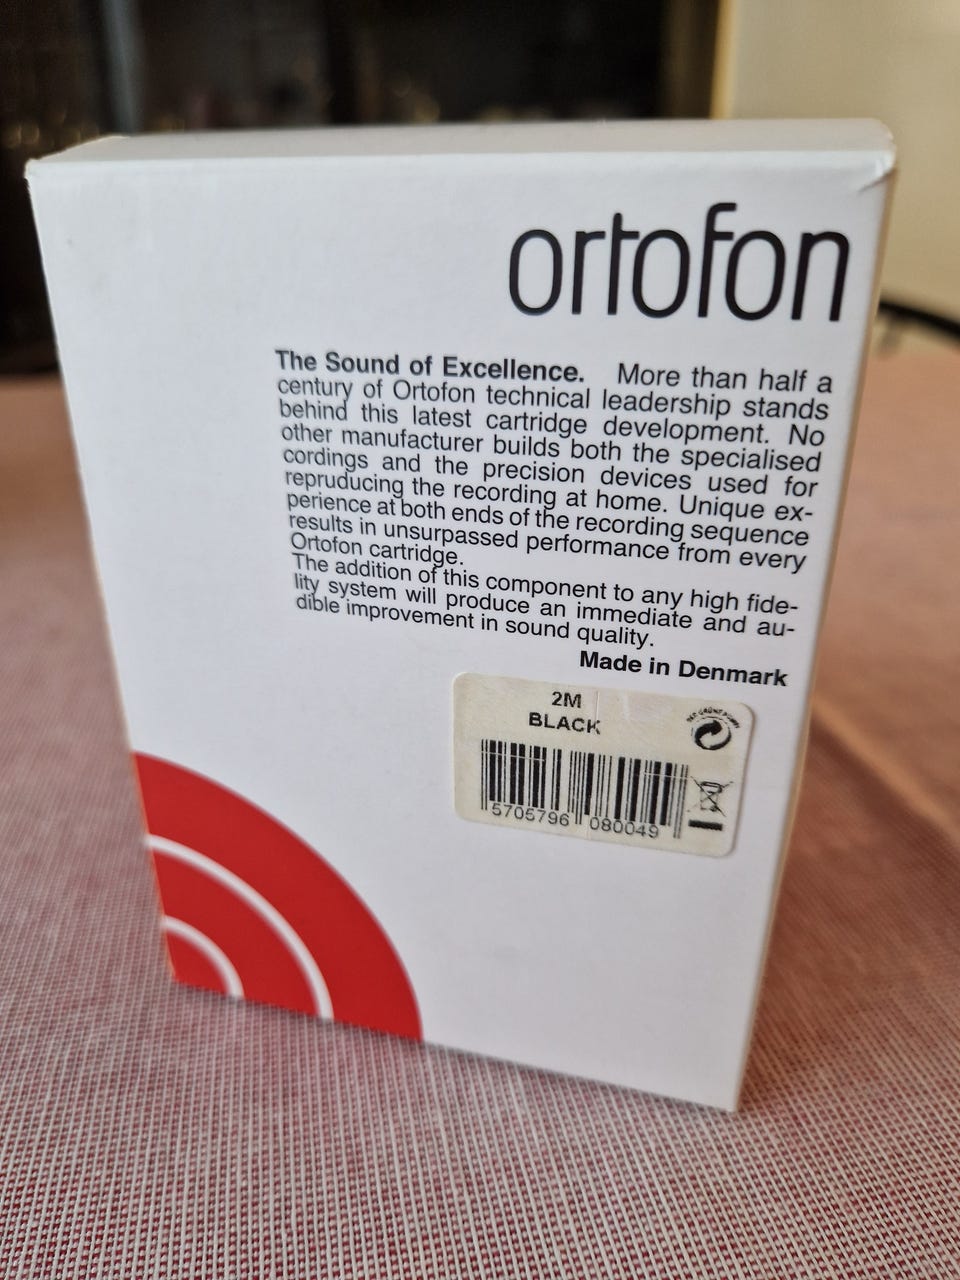 ortofon
The Sound of Excellence. More than half a
century of Ortofon technical leadership stands
behind this latest cartridge development. No
other manufacturer builds both the specialised
cordings and the precision devices used for
repruducing the recording at home. Unique ex-
perience at both ends of the recording sequence
results in unsurpassed performance from every
Ortofon cartridge.
The addition of this component to any high fide-
lity system will produce an immediate and au-
dible improvement in sound quality.
Made in Denmark
2M
BLACK
5705796 080049